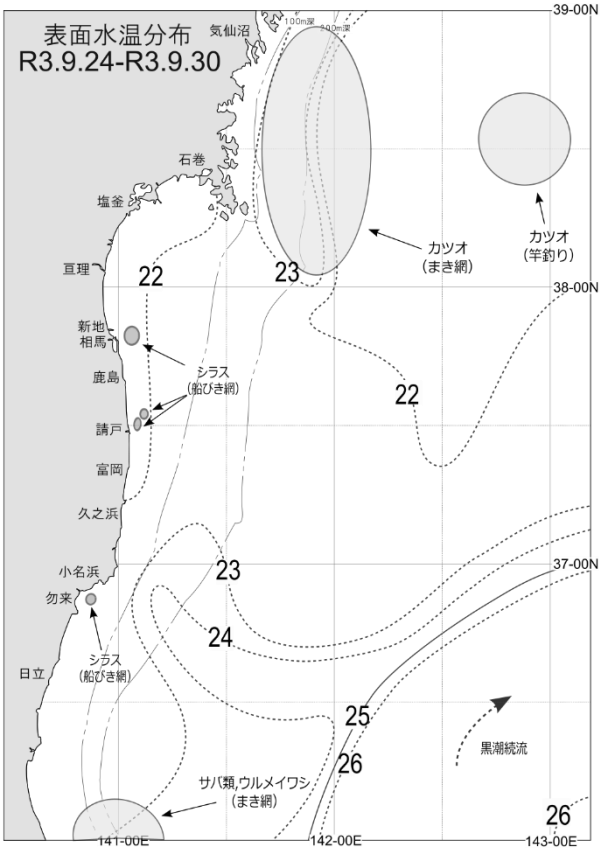 表面水温分布
R3.9.24-R3.9.30
気仙沼
100m深
200m深
39-00N
石巻
塩釜
カツオ
(まき網)
カツオ
(竿釣り)
亘理
22
23
38-00N
新地
相馬
シラス
(船びき網)
鹿島
22
請戸
富岡
久之浜
37-00N
小名浜
23
勿来
24
シラス
(船びき網)
日立
25
26
黒潮続流
サバ類,ウルメイワシ
(まき網)
26
141-00E
142-00E
143-00E